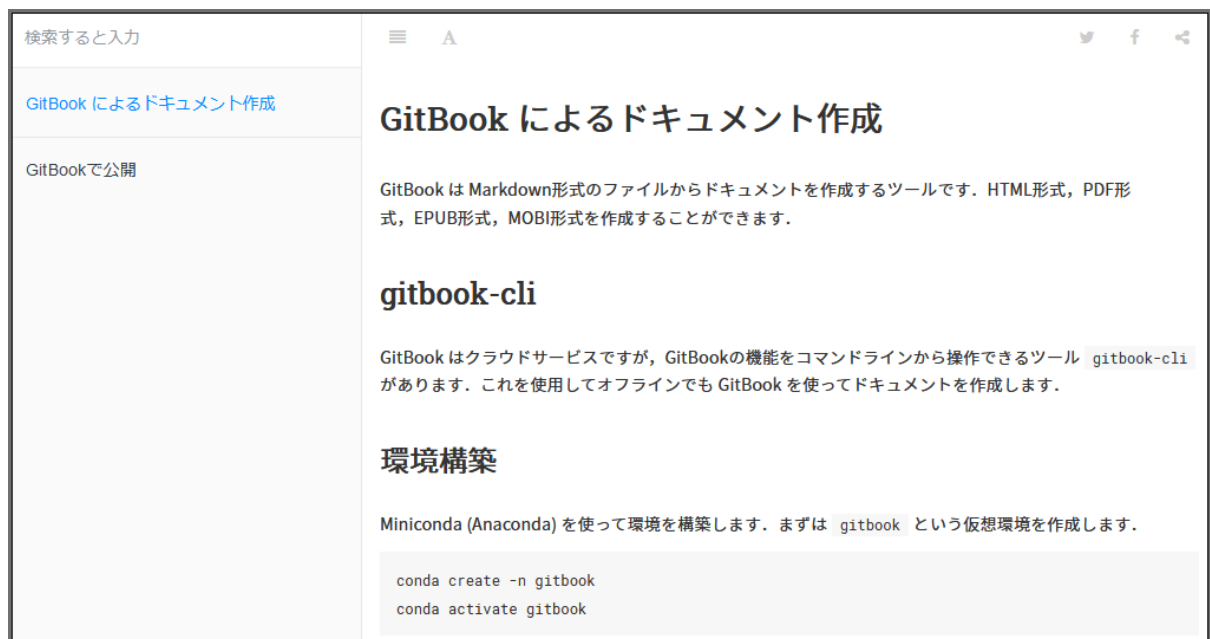 検索すると入力
A
GitBook によるドキュメント作成
GitBookで公開
GitBook によるドキュメント作成
GitBook は Markdown形式のファイルからドキュメントを作成するツールです．HTML形式，PDF形
式，EPUB形式，MOBI形式を作成することができます．
gitbook-cli
GitBook はクラウドサービスですが，GitBookの機能をコマンドラインから操作できるツール gitbook-cli
があります．これを使用してオフラインでも GitBook を使ってドキュメントを作成します．
環境構築
Miniconda (Anaconda) を使って環境を構築します．まずは gitbook という仮想環境を作成します．
conda create -n gitbook
conda activate gitbook